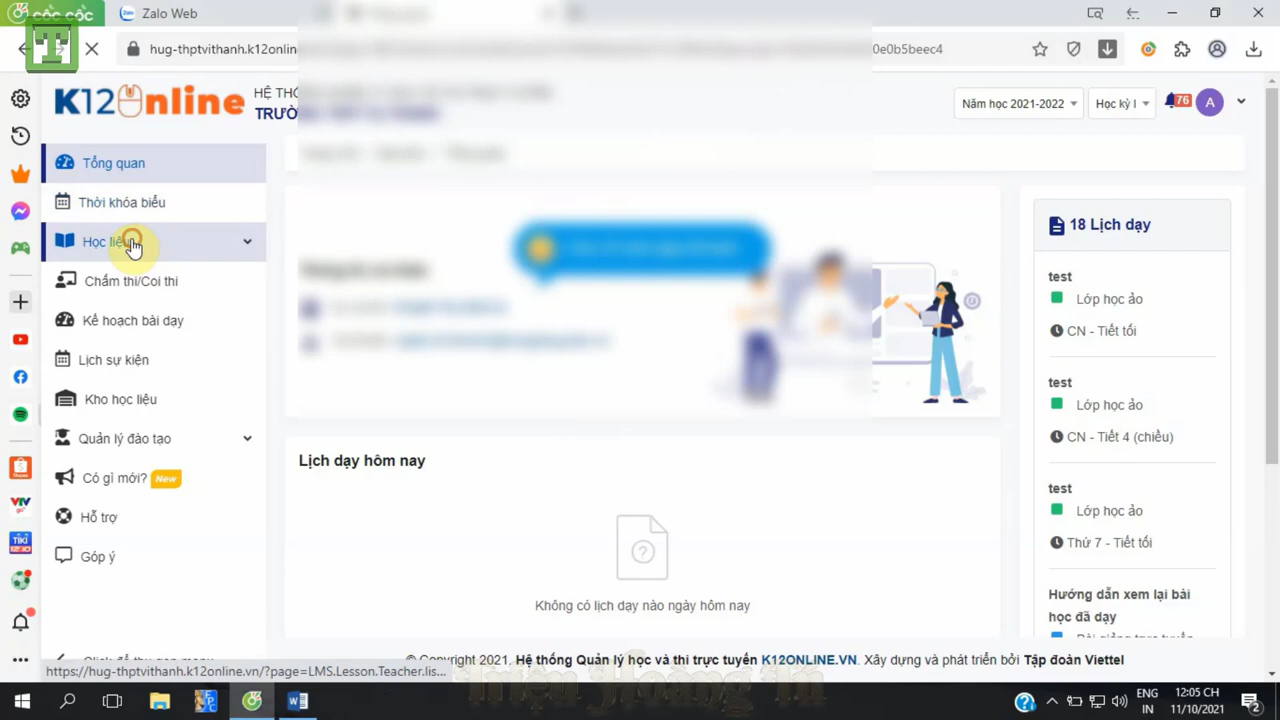 cốc cốc
Zalo Web
hug-thptvithanh.k12onlin
0e0b5beec4
K12Online
HỆ THỐ
TRƯỜ
Năm học 2021-2022
Học kỳ I
76
A
Tổng quan
Thời khóa biểu
Học liệu
Chấm thi/Coi thi
Kế hoạch bài dạy
Lịch sự kiện
Kho học liệu
Quản lý đào tạo
Có gì mới? New
Hỗ trợ
Góp ý
18 Lịch dạy
test
Lớp học ảo
CN - Tiết tối
test
Lớp học ảo
CN - Tiết 4 (chiều)
test
Lớp học ảo
Thứ 7 - Tiết tối
Hướng dẫn xem lại bài
học đã dạy
Lịch dạy hôm nay
Không có lịch dạy nào ngày hôm nay
https://hug-thptvithanh.k12online.vn/?page=LMS.Lesson.Teacher.lis...
© Copyright 2021, Hệ thống Quản lý học và thi trực tuyến K12ONLINE.VN. Xây dựng và phát triển bởi Tập đoàn Viettel
Triệu Hoàng Tú
ENG
IN
12:05 CH
11/10/2021
2